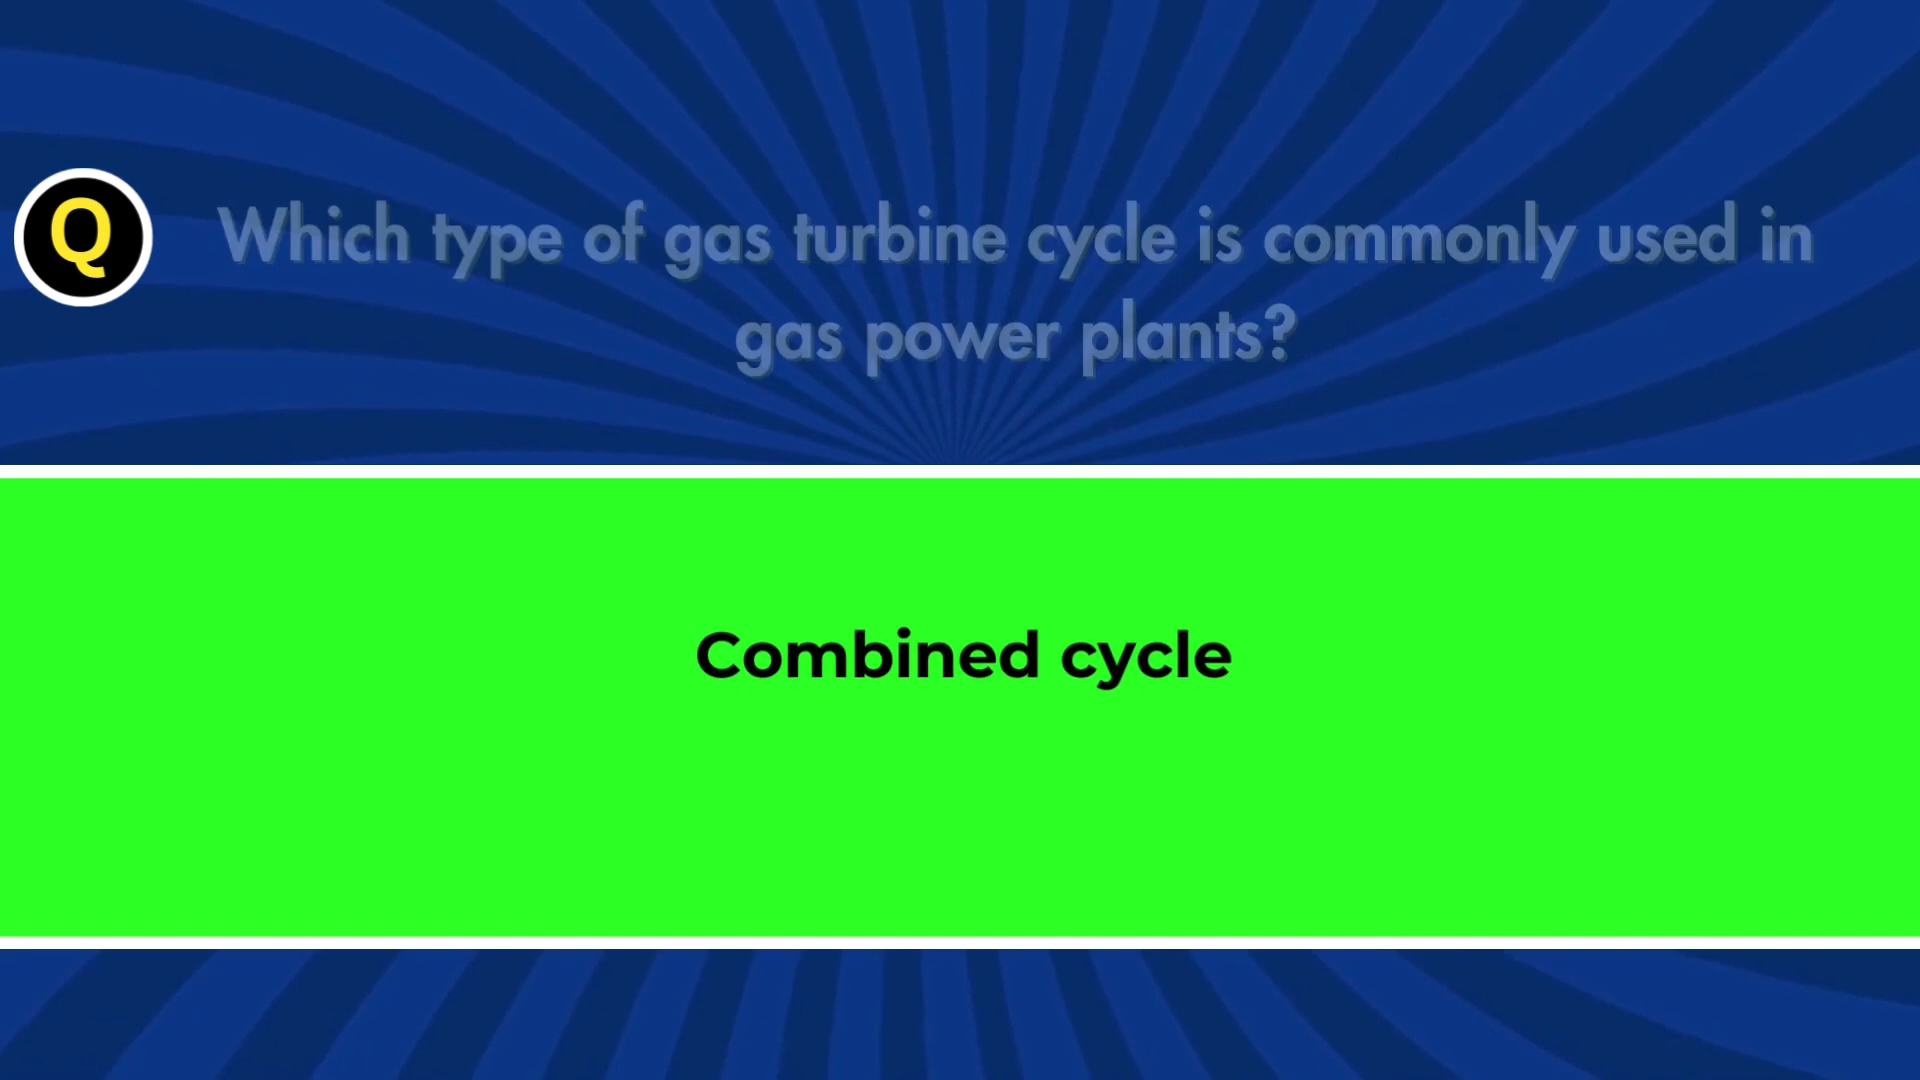 Q
Which type of gas turbine cycle is commonly used in
gas power plants?
Combined cycle